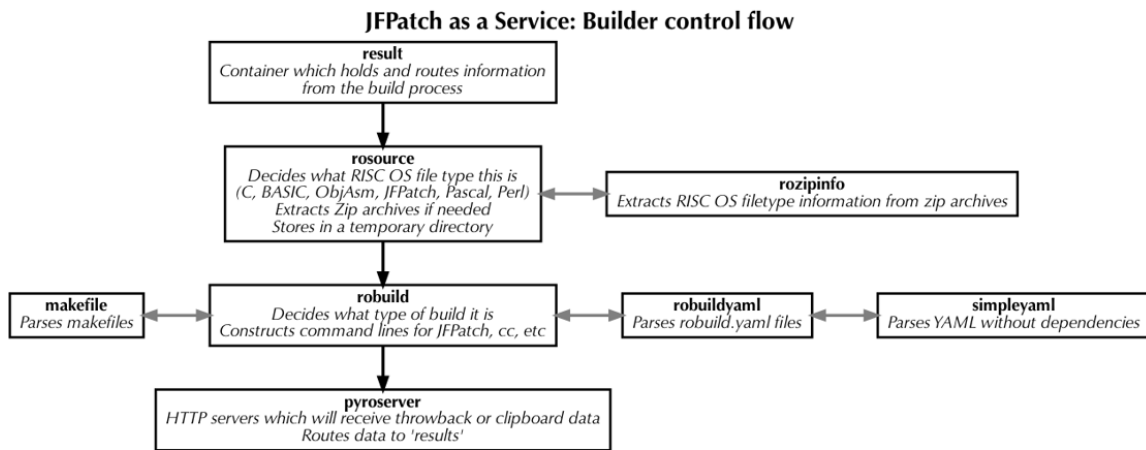 JFPatch as a Service: Builder control flow
result
Container which holds and routes information
from the build process
rosource
Decides what RISC OS file type this is
(C, BASIC, ObjAsm, JFPatch, Pascal, Perl)
Extracts Zip archives if needed
Stores in a temporary directory
rozipinfo
Extracts RISC OS filetype information from zip archives
makefile
Parses makefiles
robuild
Decides what type of build it is
Constructs command lines for JFPatch, cc, etc
robuildyaml
Parses robuild.yaml files
simpleyaml
Parses YAML without dependencies
pyroserver
HTTP servers which will receive throwback or clipboard data
Routes data to 'results'